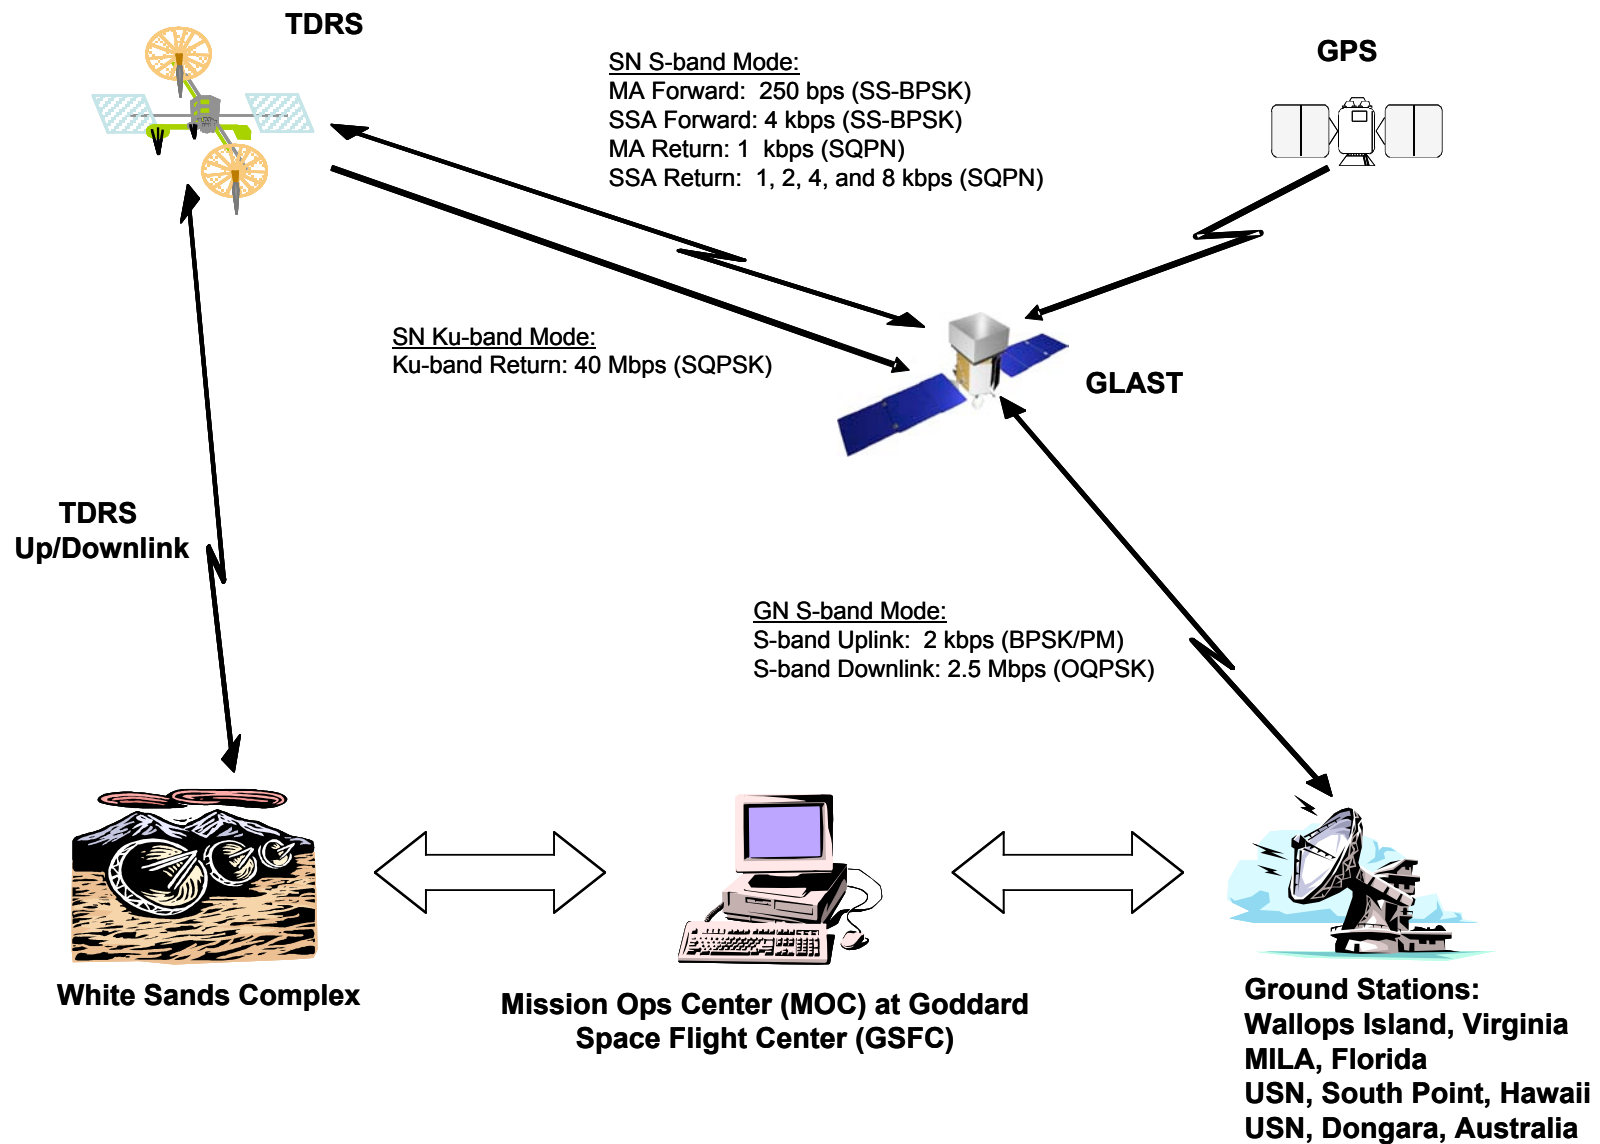 TDRS
GPS
SN S-band Mode:
MA Forward: 250 bps (SS-BPSK)
SSA Forward: 4 kbps (SS-BPSK)
MA Return: 1 kbps (SQPN)
SSA Return: 1, 2, 4, and 8 kbps (SQPN)
SN Ku-band Mode:
Ku-band Return: 40 Mbps (SQPSK)
GLAST
TDRS
Up/Downlink
GN S-band Mode:
S-band Uplink: 2 kbps (BPSK/PM)
S-band Downlink: 2.5 Mbps (OQPSK)
White Sands Complex
Mission Ops Center (MOC) at Goddard
Space Flight Center (GSFC)
Ground Stations:
Wallops Island, Virginia
MILA, Florida
USN, South Point, Hawaii
USN, Dongara, Australia